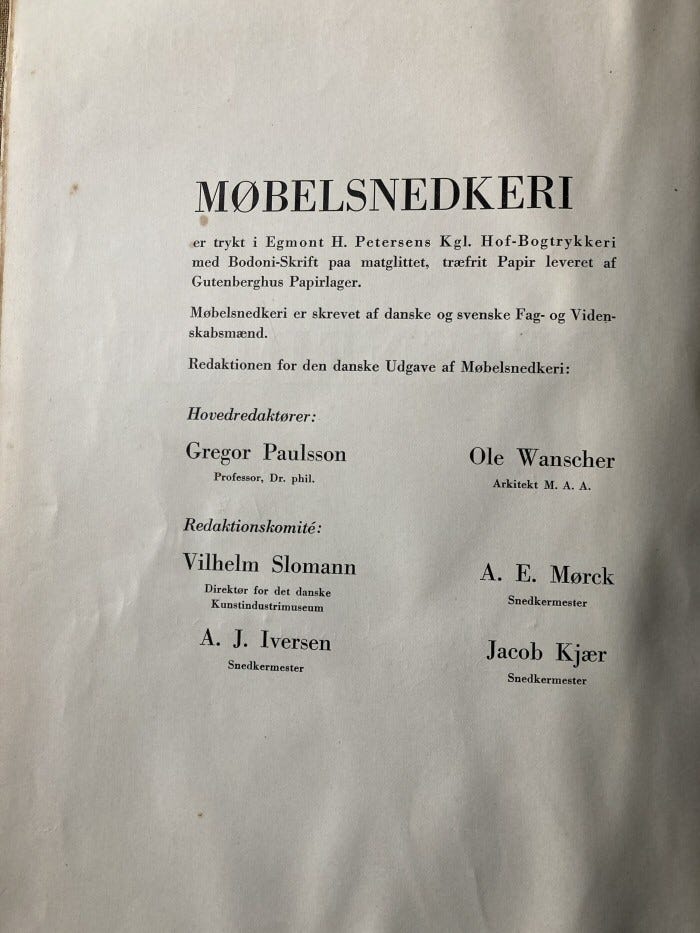 MØBELSNEDKERI
er trykt i Egmont H. Petersens Kgl. Hof-Bogtrykkeri
med Bodoni-Skrift paa matglittet, træfrit Papir leveret af
Gutenberghus Papirlager.
Møbelsnedkeri er skrevet af danske og svenske Fag- og Viden-
skabsmænd.
Redaktionen for den danske Udgave af Møbelsnedkeri:
Hovedredaktører:
Gregor Paulsson
Professor, Dr. phil.
Ole Wanscher
Arkitekt M. A. A.
Redaktionskomité:
Vilhelm Slomann
Direktør for det danske
Kunstindustrimuseum
A. E. Mørck
Snedkermester
A. J. Iversen
Snedkermester
Jacob Kjær
Snedkermester